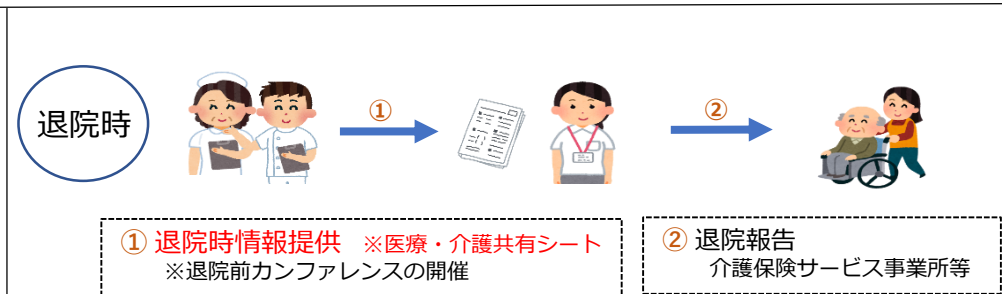 退院時
①
②
① 退院時情報提供 ※医療・介護共有シート
※退院前カンファレンスの開催
② 退院報告
介護保険サービス事業所等